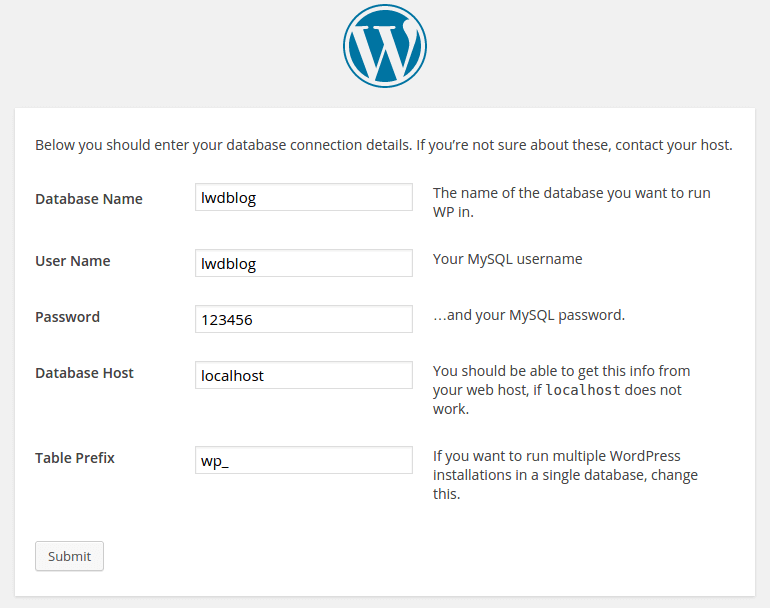 Below you should enter your database connection details. If you’re not sure about these, contact your host.
Database Name
lwdblog
The name of the database you want to run
WP in.
User Name
lwdblog
Your MySQL username
Password
123456
…and your MySQL password.
Database Host
localhost
You should be able to get this info from
your web host, if localhost does not
work.
Table Prefix
wp_
If you want to run multiple WordPress
installations in a single database, change
this.
Submit